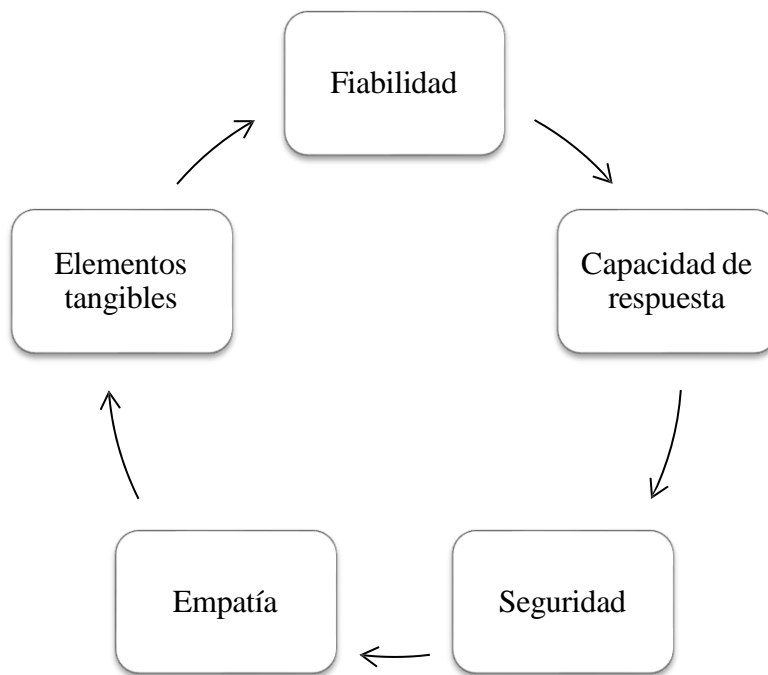 Fiabilidad
Capacidad de
respuesta
Seguridad
Empatía
Elementos
tangibles